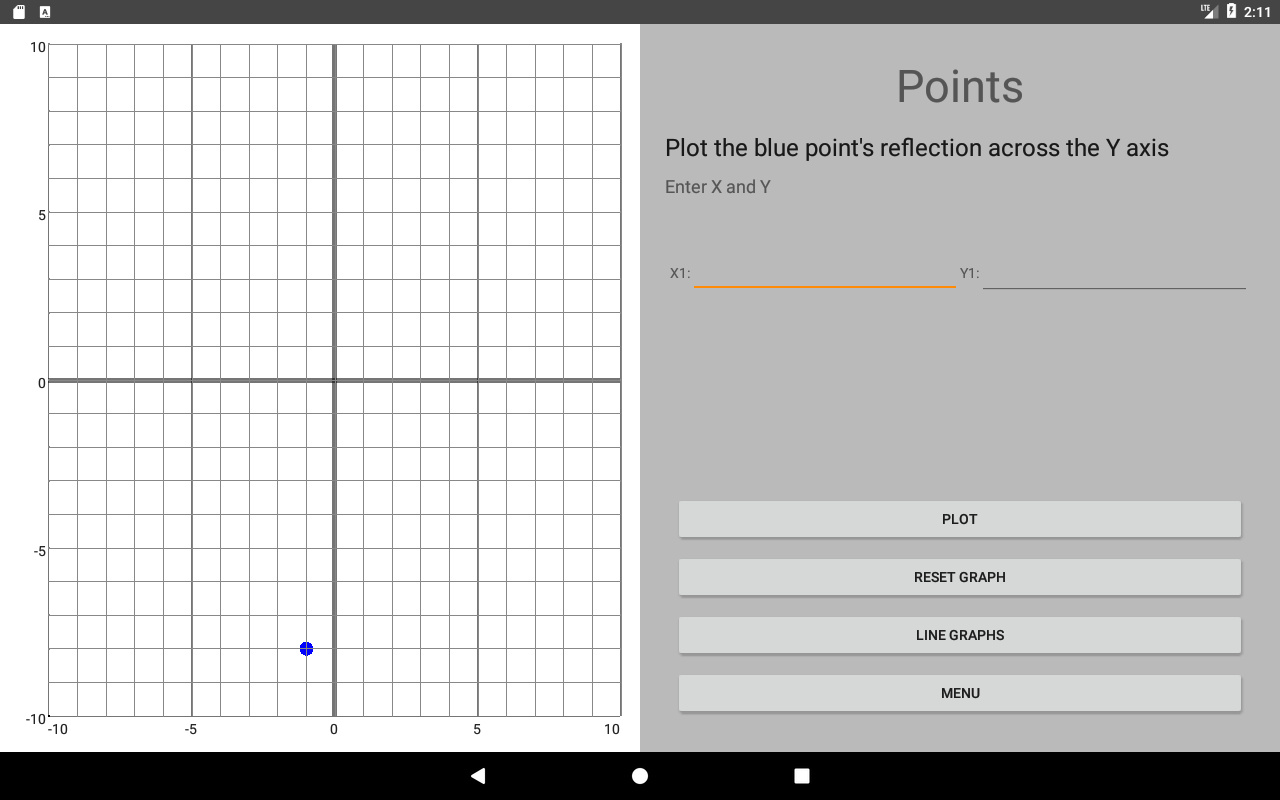 2:11
10
5
0
-5
-10
-10 -5 0 5 10
Points
Plot the blue point's reflection across the Y axis
Enter X and Y
X1: Y1:
PLOT
RESET GRAPH
LINE GRAPHS
MENU